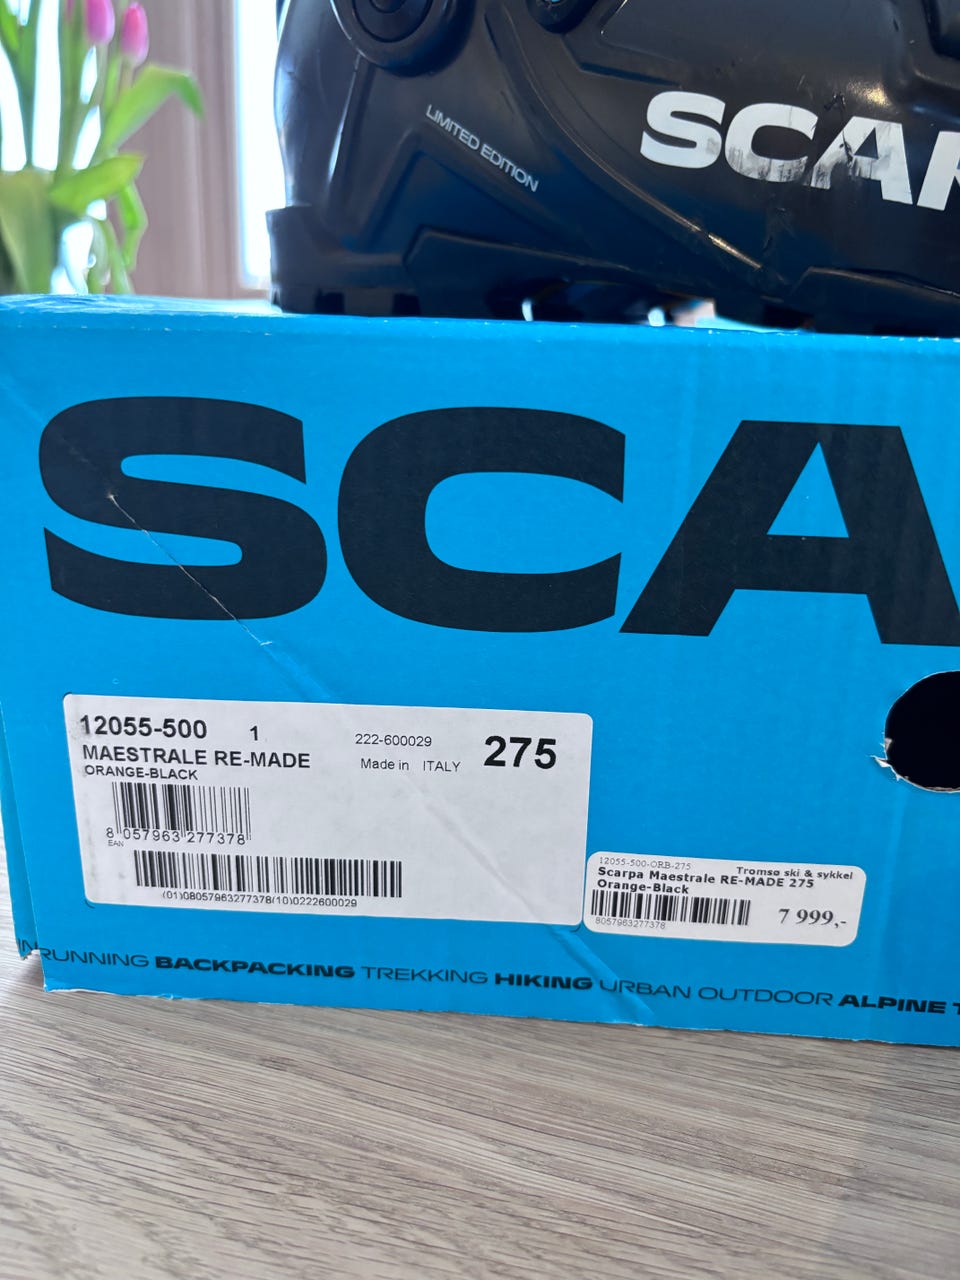 LIMITED EDITION
SCAR
SCA
12055-500 1
MAESTRALE RE-MADE
ORANGE-BLACK
222-600029
Made in ITALY
275
8 057963 277378
EAN
(01)08057963277378(10)0222600029
12055-500-ORB-275 Tromsø ski & sykkel
Scarpa Maestrale RE-MADE 275
Orange-Black
8057963277378
7 999,-
RUNNING BACKPACKING TREKKING HIKING URBAN OUTDOOR ALPINE